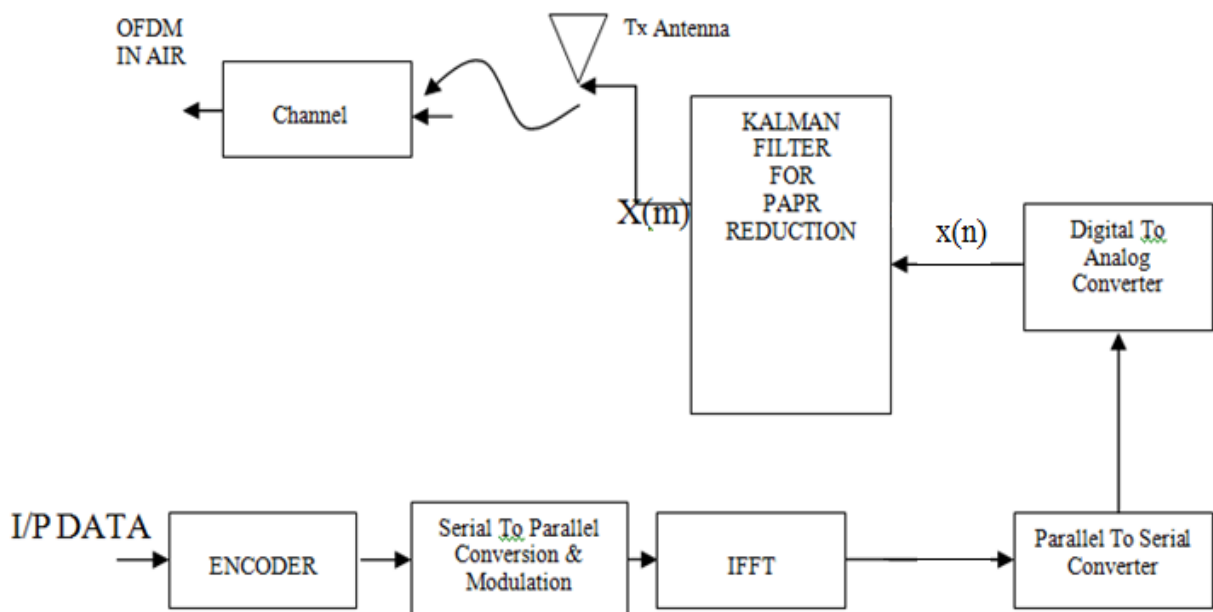 OFDM
IN AIR
Tx Antenna
Channel
KALMAN
FILTER
FOR
PAPR
REDUCTION
X(m)
x(n)
Digital To
Analog
Converter
I/P DATA
ENCODER
Serial To Parallel
Conversion &
Modulation
IFFT
Parallel To Serial
Converter